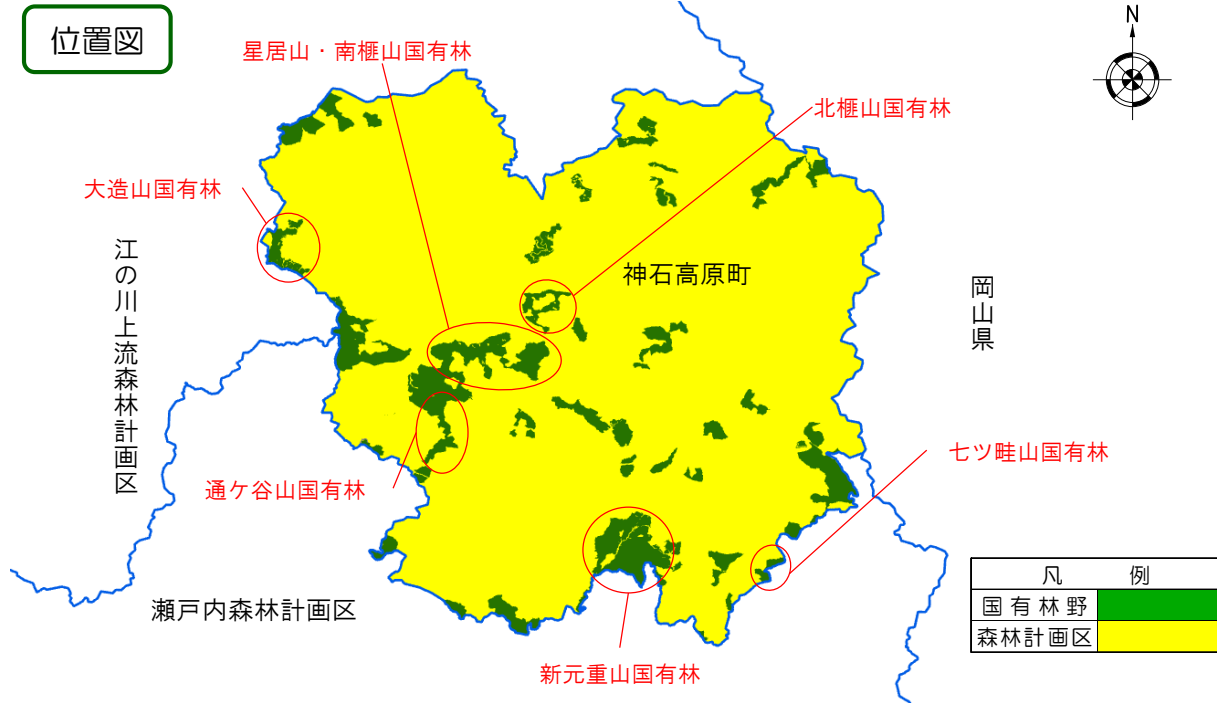 位置図
N
星居山・南榧山国有林
北榧山国有林
大造山国有林
江の川上流森林計画区
神石高原町
岡山県
七ツ畦山国有林
通ケ谷山国有林
瀬戸内森林計画区
新元重山国有林
凡 例
国有林野
森林計画区